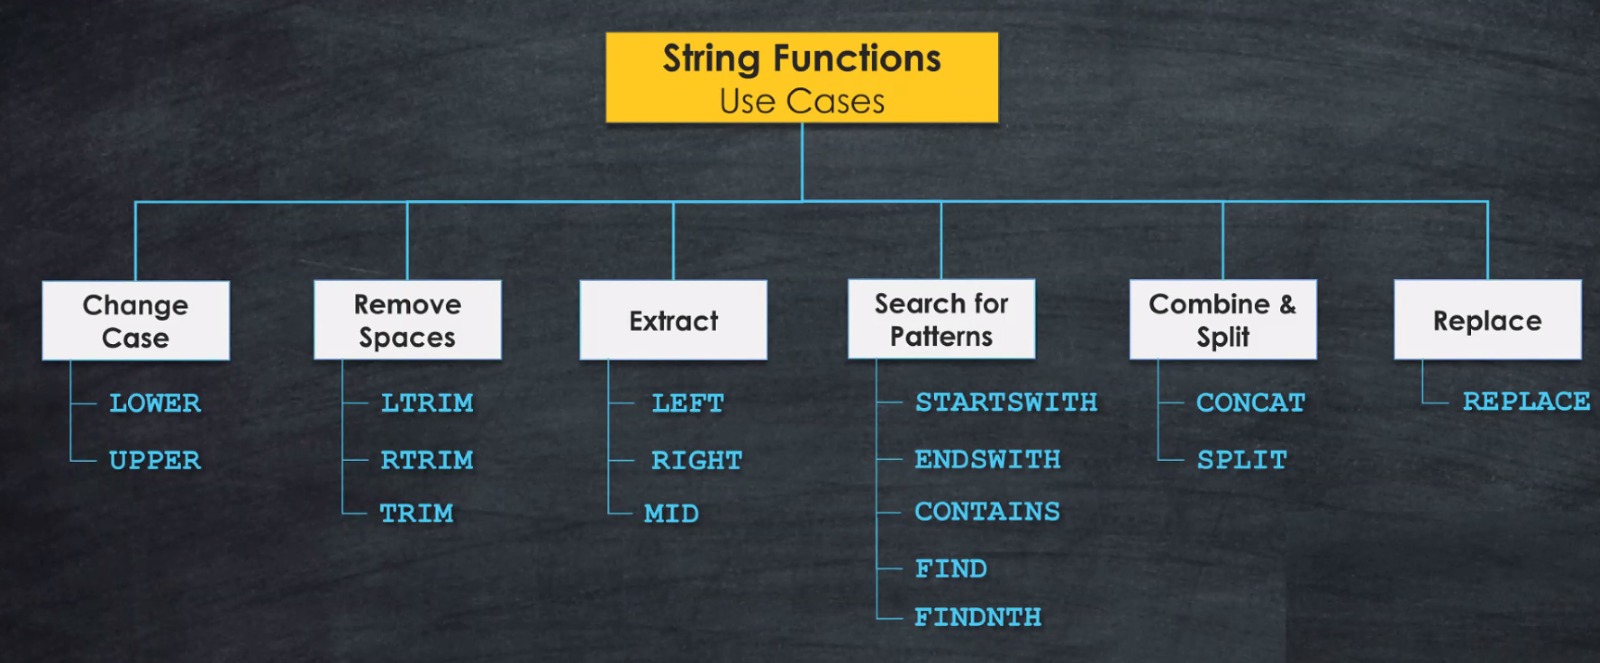 String Functions
Use Cases
Change
Case
LOWER
UPPER
Remove
Spaces
LTRIM
RTRIM
TRIM
Extract
LEFT
RIGHT
MID
Search for
Patterns
STARTSWITH
ENDSWITH
CONTAINS
FIND
FINDNTH
Combine &
Split
CONCAT
SPLIT
Replace
REPLACE